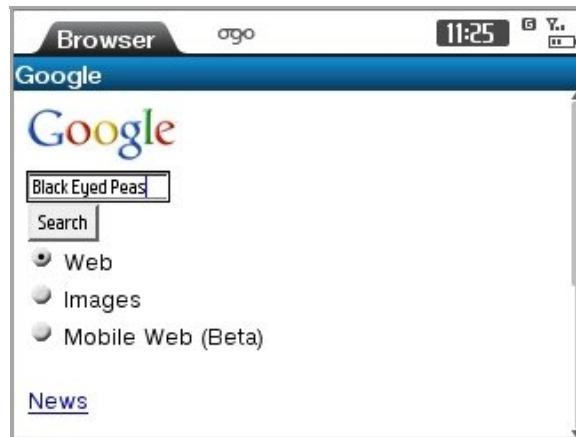 Browser ogo 11:25 G
Google
Google
Black Eyed Peas
Search
Web
Images
Mobile Web (Beta)
News